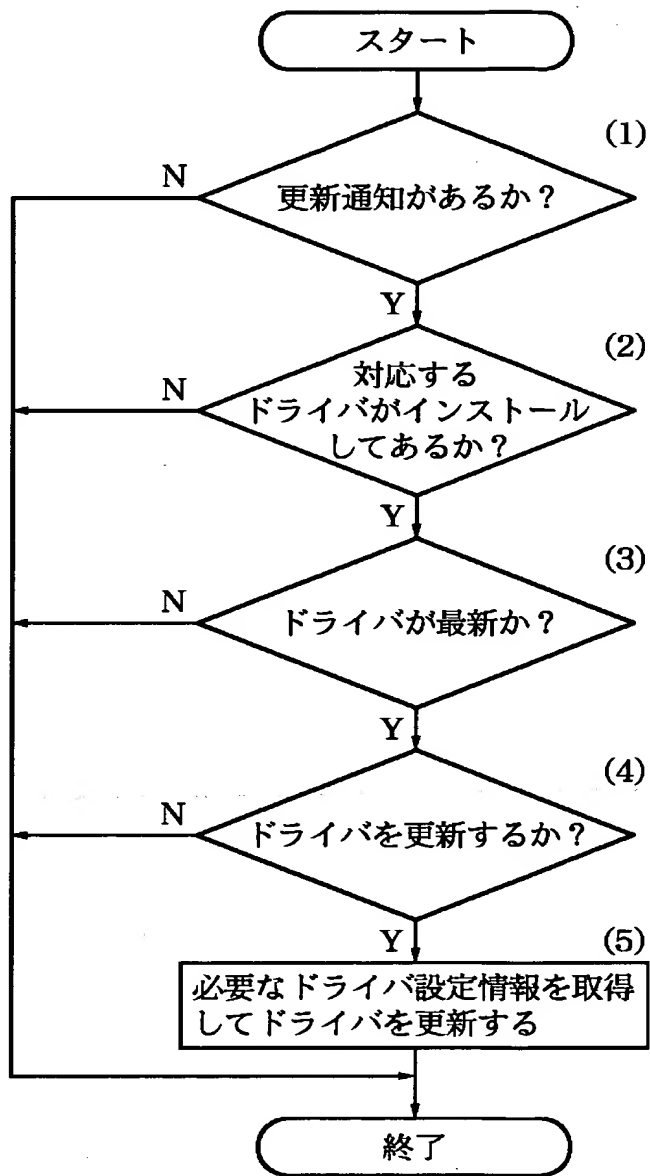 スタート
(1)
N
更新通知があるか？
Y
(2)
N
対応する
ドライバがインストール
してあるか？
Y
(3)
N
ドライバが最新か？
Y
(4)
N
ドライバを更新するか？
Y
(5)
必要なドライバ設定情報を取得
してドライバを更新する
終了